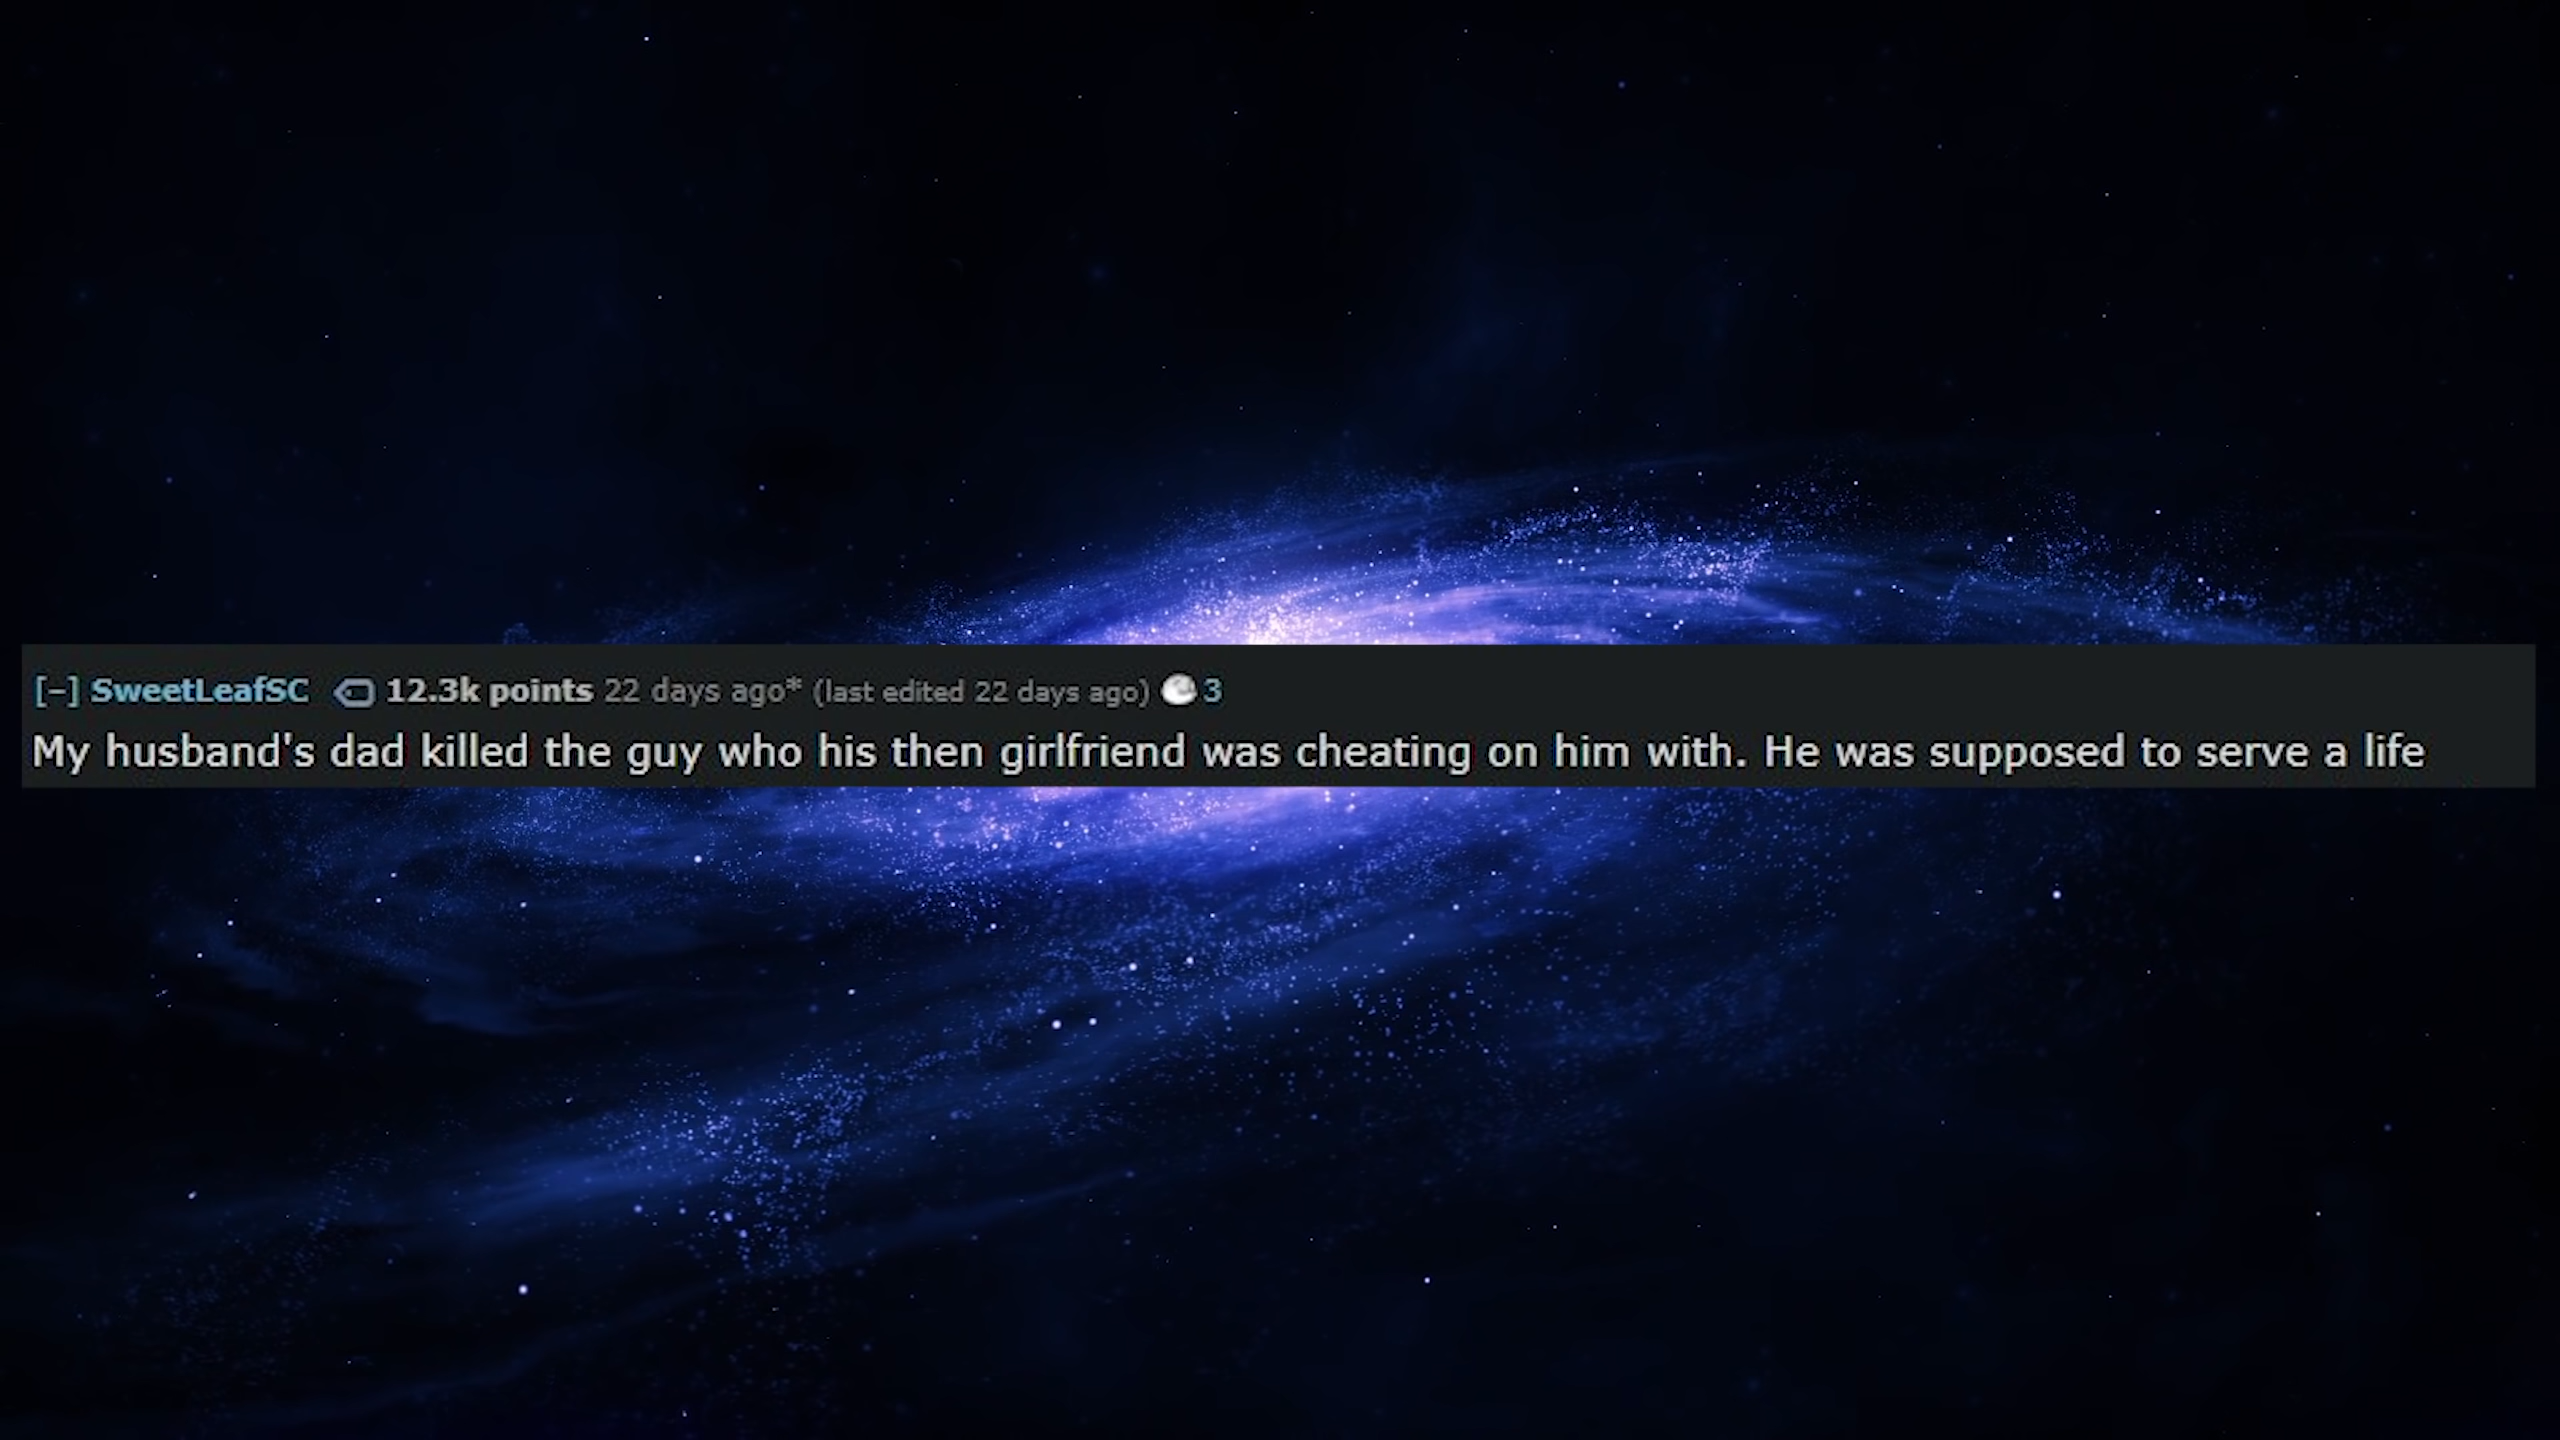 [–] SweetLeafSC 12.3k points 22 days ago* (last edited 22 days ago) 3
My husband's dad killed the guy who his then girlfriend was cheating on him with. He was supposed to serve a life